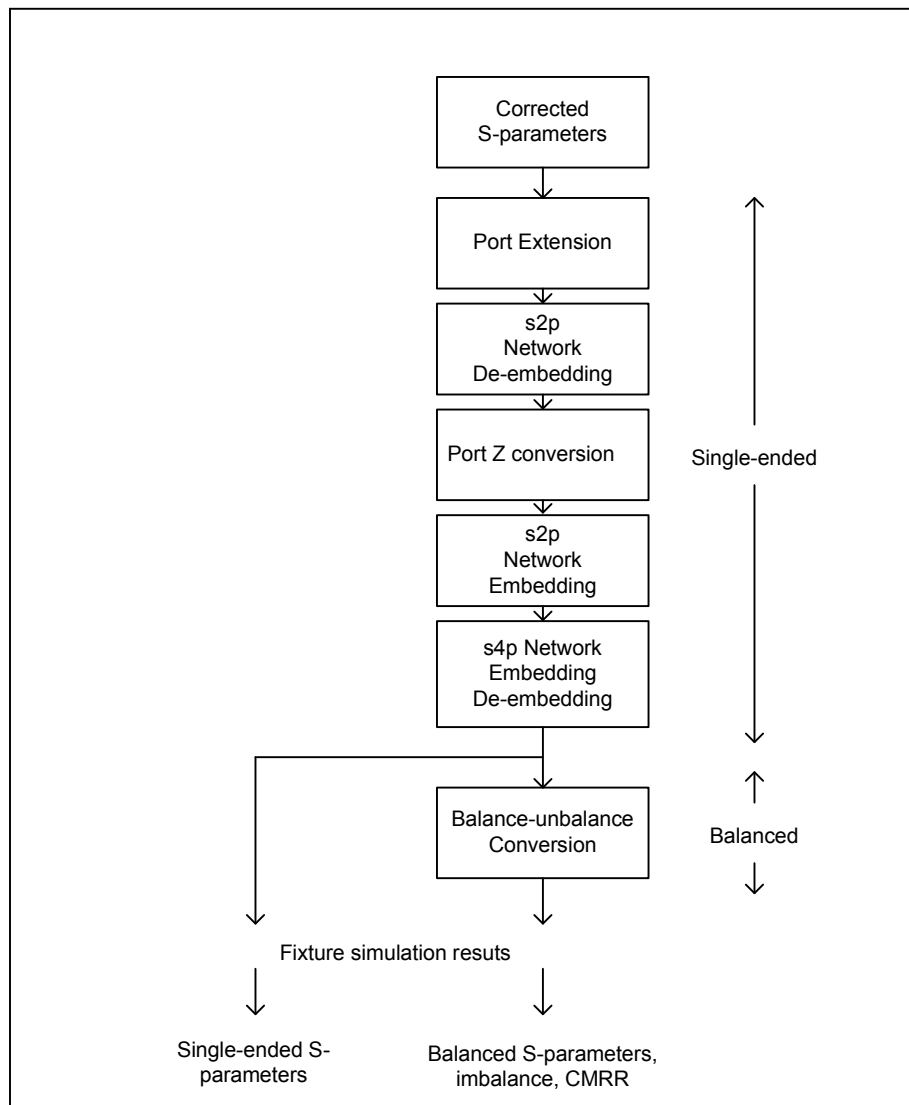 Corrected
S-parameters
Port Extension
s2p
Network
De-embedding
Port Z conversion
Single-ended
s2p
Network
Embedding
s4p Network
Embedding
De-embedding
Balance-unbalance
Conversion
Balanced
Fixture simulation resuts
Single-ended S-
parameters
Balanced S-parameters,
imbalance, CMRR